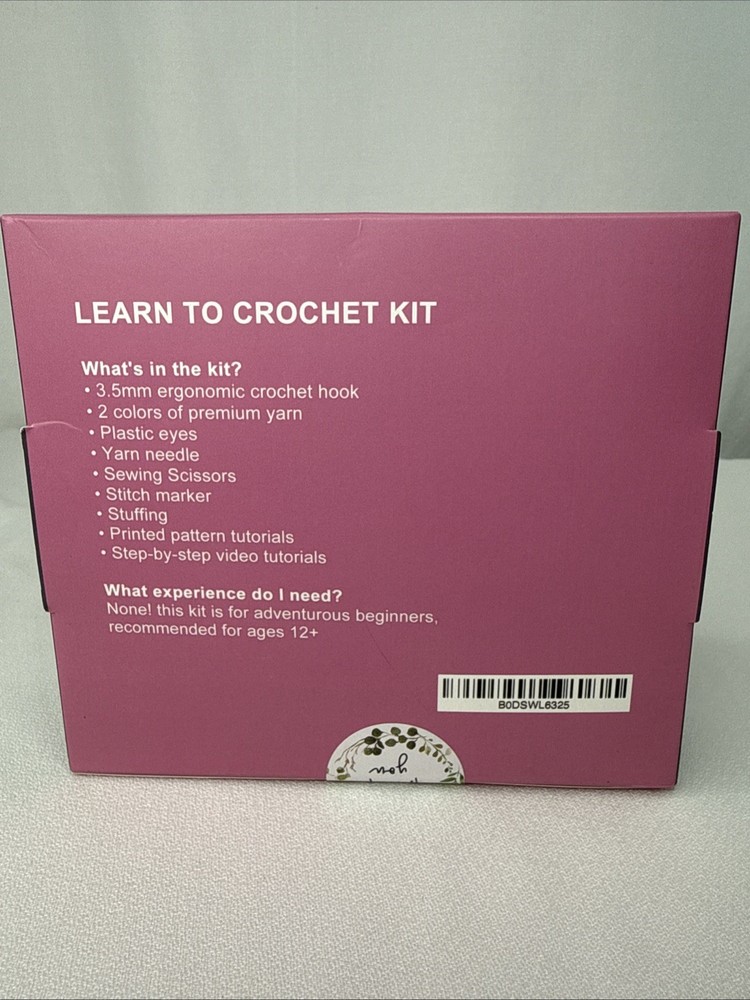 LEARN TO CROCHET KIT
What's in the kit?
• 3.5mm ergonomic crochet hook
• 2 colors of premium yarn
• Plastic eyes
• Yarn needle
• Sewing Scissors
• Stitch marker
• Stuffing
• Printed pattern tutorials
• Step-by-step video tutorials
What experience do I need?
None! this kit is for adventurous beginners,
recommended for ages 12+
B0DSWL6325
you